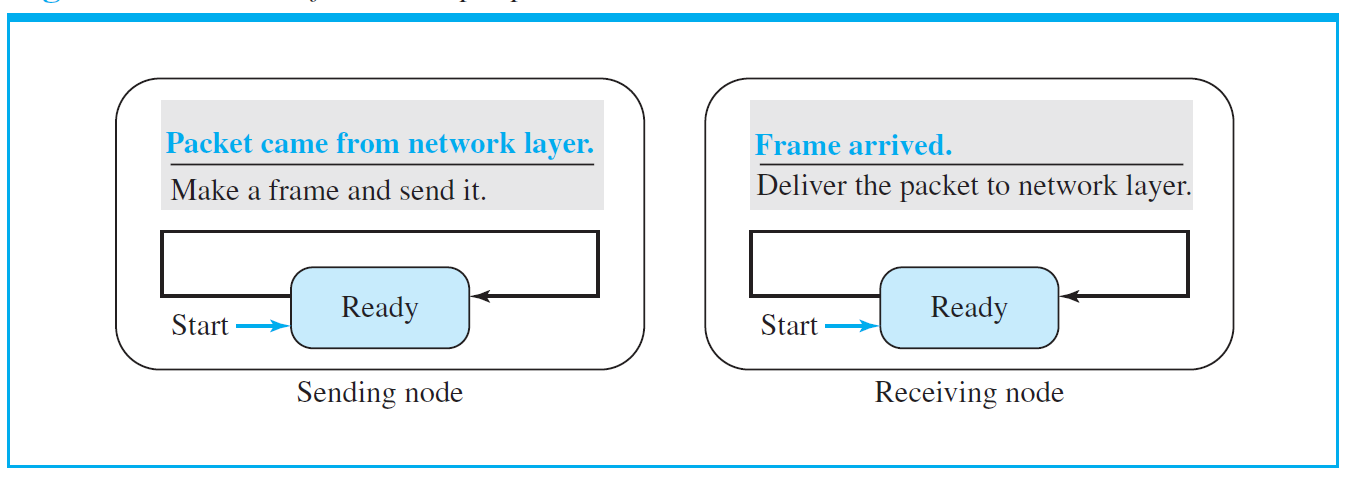 Packet came from network layer.
Make a frame and send it.
Ready
Start
Sending node
Frame arrived.
Deliver the packet to network layer.
Ready
Start
Receiving node